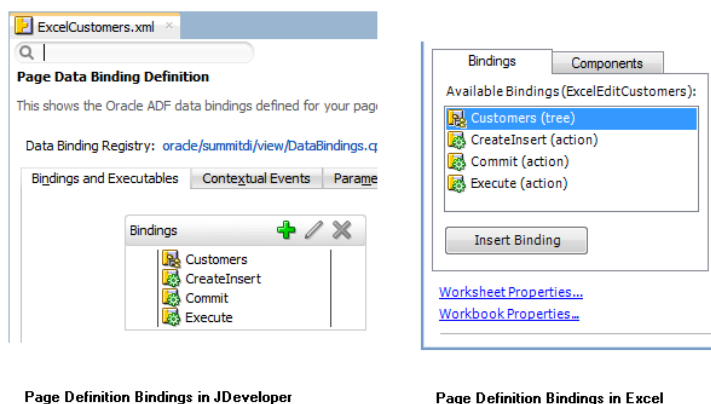 ExcelCustomers.xml
Page Data Binding Definition
This shows the Oracle ADF data bindings defined for your page
Data Binding Registry: oracle/summitdi/view/DataBindings.cp
Bindings and Executables Contextual Events Parame
Bindings
Customers
CreateInsert
Commit
Execute
Page Definition Bindings in JDeveloper
Bindings Components
Available Bindings(ExcelEditCustomers):
Customers (tree)
CreateInsert (action)
Commit (action)
Execute (action)
Insert Binding
Worksheet Properties...
Workbook Properties...
Page Definition Bindings in Excel